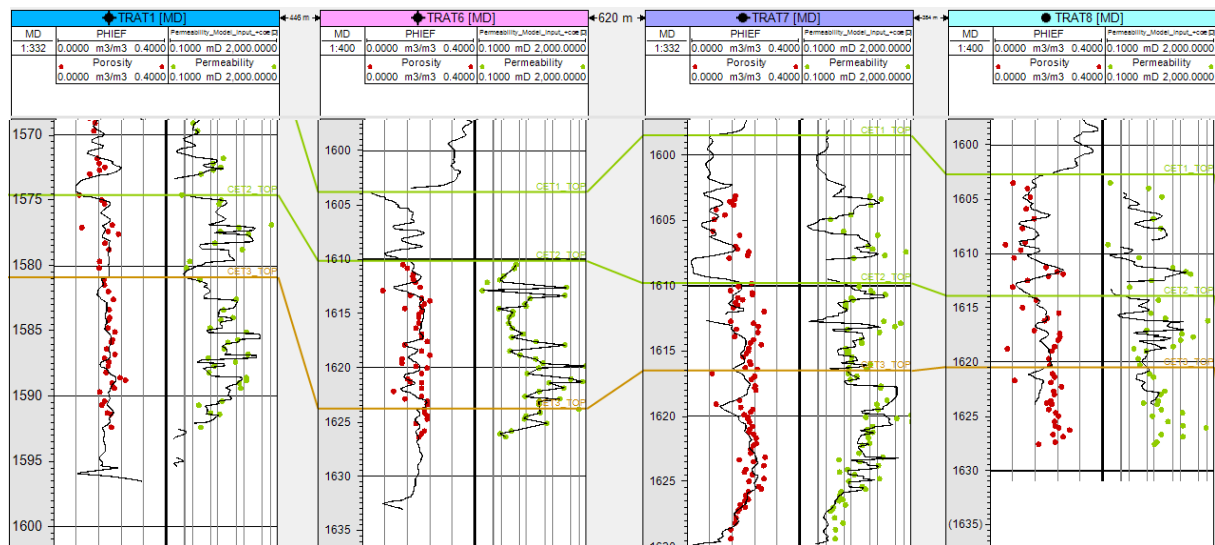 TRAT1 [MD]
446 m
TRAT6 [MD]
620 m
TRAT7 [MD]
TRAT8 [MD]
MD PHIEF
1:332 0.0000 m3/m3 0.4000 0.1000 mD 2,000.0000
Porosity Permeability
0.0000 m3/m3 0.4000 0.1000 mD 2,000.0000
MD PHIEF
1:400 0.0000 m3/m3 0.4000 0.1000 mD 2,000.0000
Porosity Permeability
0.0000 m3/m3 0.4000 0.1000 mD 2,000.0000
MD PHIEF
1:332 0.0000 m3/m3 0.4000 0.1000 mD 2,000.0000
Porosity Permeability
0.0000 m3/m3 0.4000 0.1000 mD 2,000.0000
MD PHIEF
1:400 0.0000 m3/m3 0.4000 0.1000 mD 2,000.0000
Porosity Permeability
0.0000 m3/m3 0.4000 0.1000 mD 2,000.0000
1570
CET2_TOP
1575
1580
CET3_TOP
1585
1590
1595
1600
1600
CET1_TOP
1605
CET2_TOP
1610
1615
1620
CET3_TOP
1625
1630
1635
CET1_TOP
1600
1605
CET2_TOP
1610
1615
CET3_TOP
1620
1625
1630
1600
CET1_TOP
1605
1610
CET2_TOP
1615
CET3_TOP
1620
1625
1630
(1635)